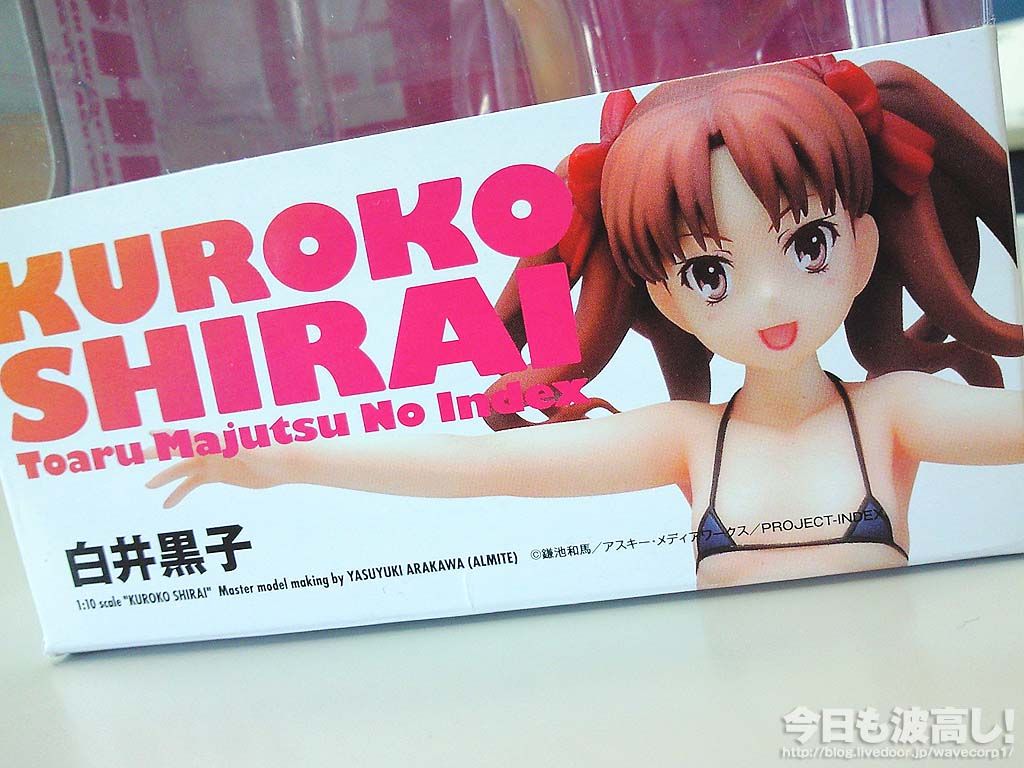 KUROKO
SHIRAI
Toaru Majutsu No Index
白井黒子
1:10 scale "KUROKO SHIRAI" Master model making by YASUYUKI ARAKAWA (ALMITE) ©鎌池和馬／アスキー・メディアワークス／PROJECT-INDEX
今日も波高し!
http://blog.livedoor.jp/wavecorp1/